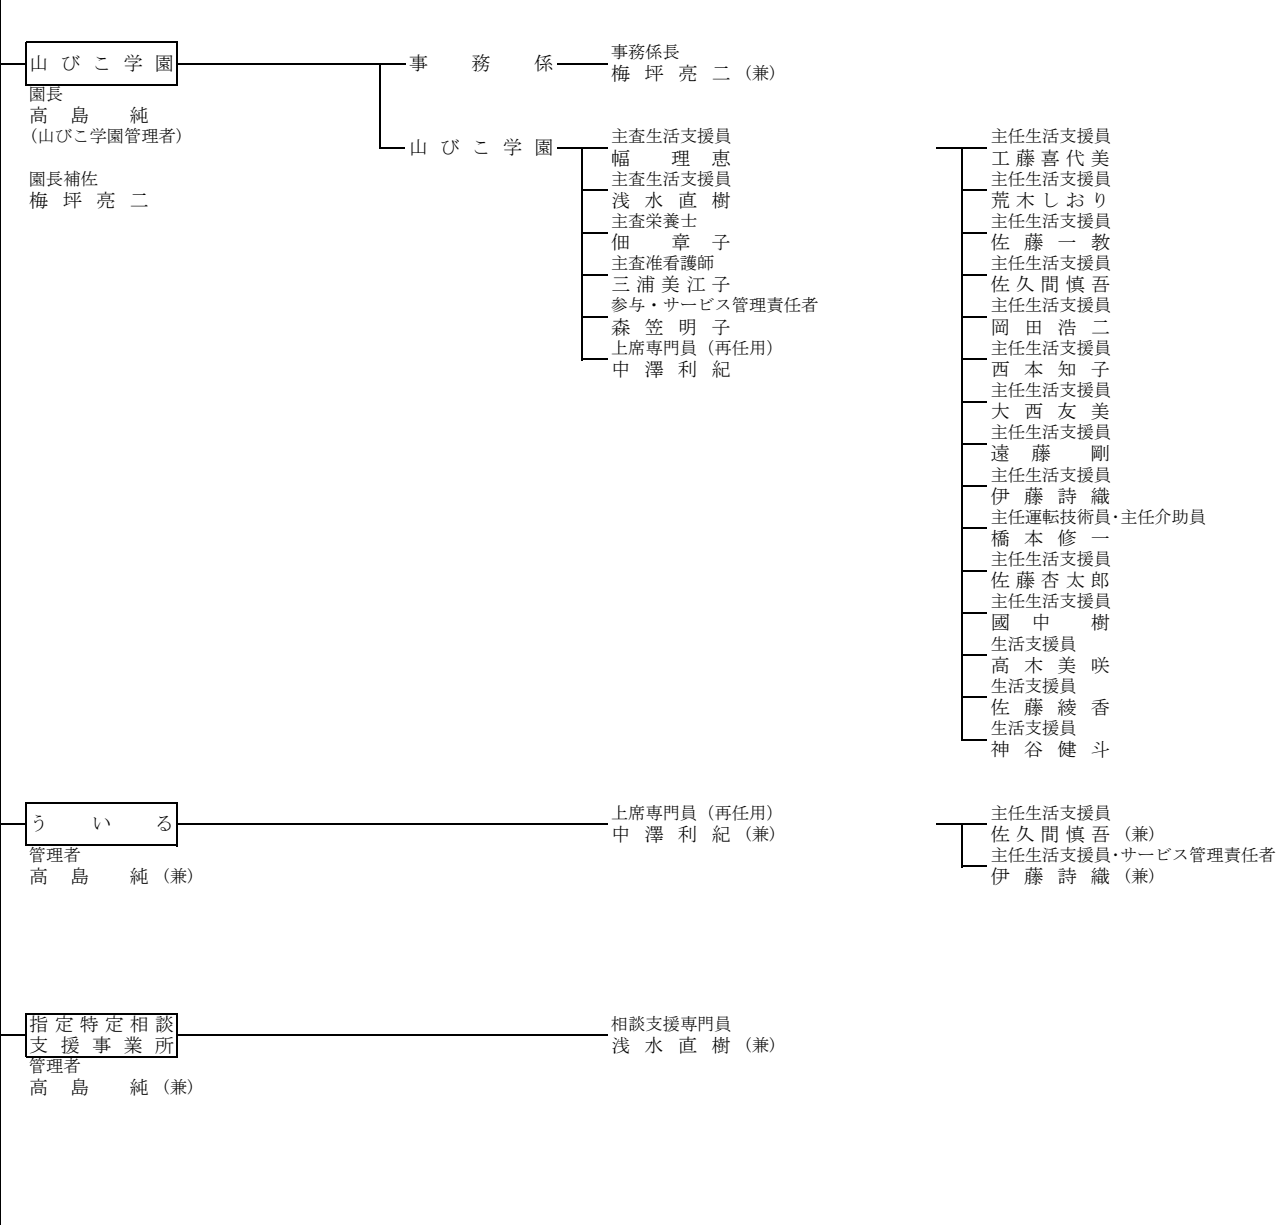 山びこ学園
園長
高島　純
(山びこ学園管理者)
園長補佐
梅坪亮二
事務係
事務係長
梅坪亮二（兼）
山びこ学園
主査生活支援員
幅　理恵
主査生活支援員
浅水直樹
主査栄養士
佃　章子
主査准看護師
三浦美江子
参与・サービス管理責任者
森笠明子
上席専門員（再任用）
中澤利紀
主任生活支援員
工藤喜代美
主任生活支援員
荒木しおり
主任生活支援員
佐藤一教
主任生活支援員
佐久間慎吾
主任生活支援員
岡田浩二
主任生活支援員
西本知子
主任生活支援員
大西友美
主任生活支援員
遠藤　剛
主任生活支援員
伊藤詩織
主任運転技術員･主任介助員
橋本修一
主任生活支援員
佐藤杏太郎
主任生活支援員
國中　樹
生活支援員
高木美咲
生活支援員
佐藤綾香
生活支援員
神谷健斗
ういる
管理者
高島　純（兼）
上席専門員（再任用）
中澤利紀（兼）
主任生活支援員
佐久間慎吾（兼）
主任生活支援員･サービス管理責任者
伊藤詩織（兼）
指定特定相談
支援事業所
管理者
高島　純（兼）
相談支援専門員
浅水直樹（兼）